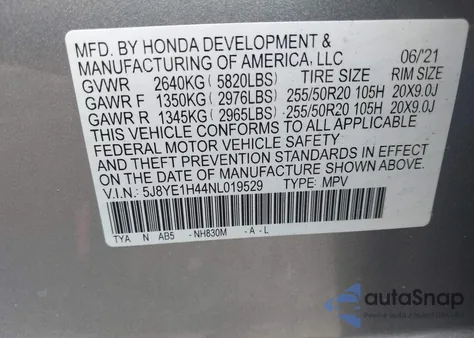 MFD. BY HONDA DEVELOPMENT &
MANUFACTURING OF AMERICA, LLC 06/21
GVWR 2640KG (5820LBS) TIRE SIZE RIM SIZE
GAWR F 1350KG (2976LBS) 255/50R20 105H 20X9.0J
GAWR R 1345KG (2965LBS) 255/50R20 105H 20X9.0J
THIS VEHICLE CONFORMS TO ALL APPLICABLE
FEDERAL MOTOR VEHICLE SAFETY
AND THEFT PREVENTION STANDARDS IN
EFFECT ON THE DATE OF MANUFACTURE SHOWN ABOVE.
V.I.N.: 5J8YE1H44NL019529 TYPE: MPV
TYA N AB5 -NH830M -A-L
autoSnap